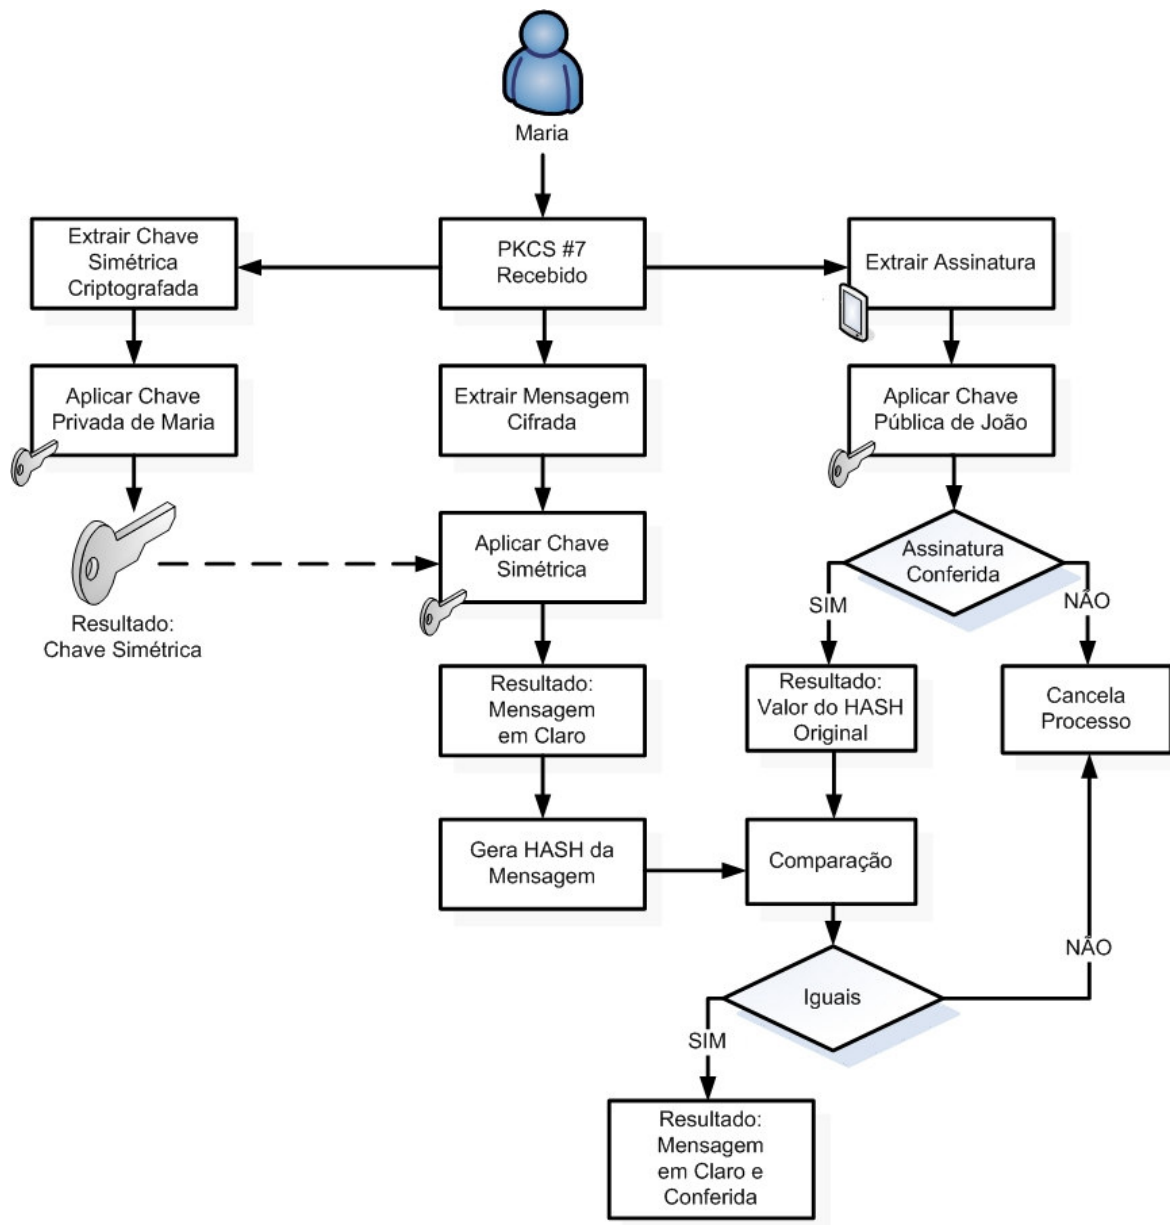 Maria
PKCS #7
Recebido
Extrair Chave
Simétrica
Criptografada
Extrair Assinatura
Aplicar Chave
Privada de Maria
Extrair Mensagem
Cifrada
Aplicar Chave
Pública de João
Resultado:
Chave Simétrica
Aplicar Chave
Simétrica
Assinatura
Conferida
SIM
NÃO
Resultado:
Mensagem
em Claro
Resultado:
Valor do HASH
Original
Cancela
Processo
Gera HASH da
Mensagem
Comparação
Iguais
NÃO
SIM
Resultado:
Mensagem
em Claro e
Conferida